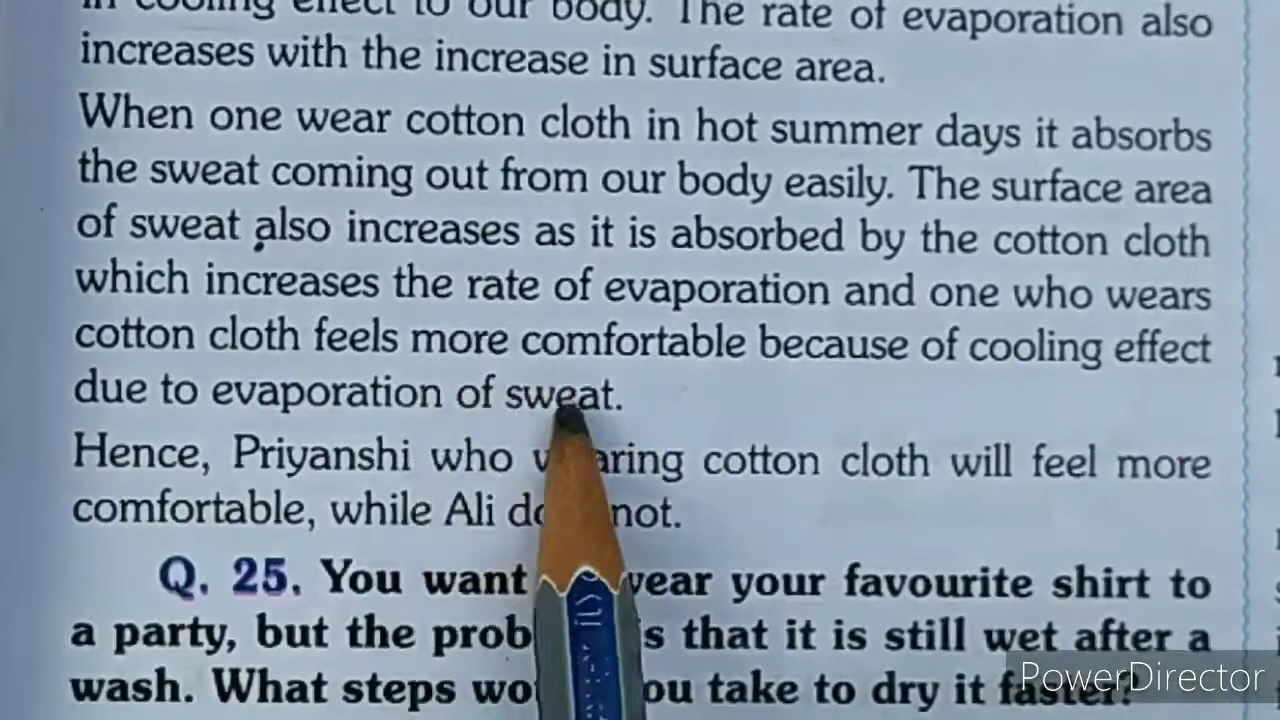 in cooling effect to our body. The rate of evaporation also
increases with the increase in surface area.
When one wear cotton cloth in hot summer days it absorbs
the sweat coming out from our body easily. The surface area
of sweat also increases as it is absorbed by the cotton cloth
which increases the rate of evaporation and one who wears
cotton cloth feels more comfortable because of cooling effect
due to evaporation of sweat.
Hence, Priyanshi who cotton cloth will feel more
comfortable, while Ali not.
Q. 25. You want your favourite shirt to
a party, but the that it is still wet after a
wash. What steps take to dry it faster?
PowerDirector